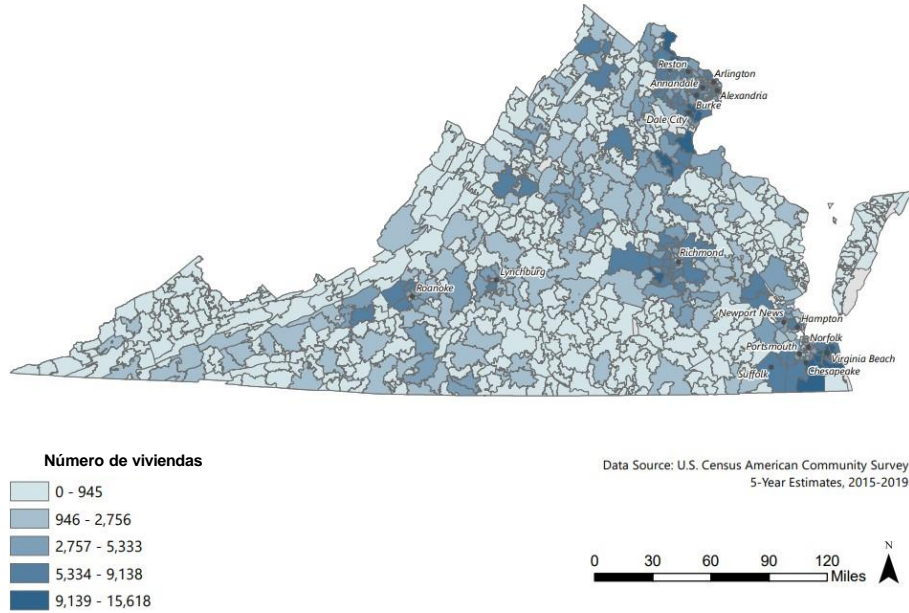 Reston
Arlington
Annandale
Alexandria
Burke
Dale City
Richmond
Lynchburg
Roanoke
Newport News
Hampton
Norfolk
Portsmouth
Virginia Beach
Suffolk
Chesapeake
Número de viviendas
0 - 945
946 - 2,756
2,757 - 5,333
5,334 - 9,138
9,139 - 15,618
Data Source: U.S. Census American Community Survey
5-Year Estimates, 2015-2019
N
0 30 60 90 120
Miles